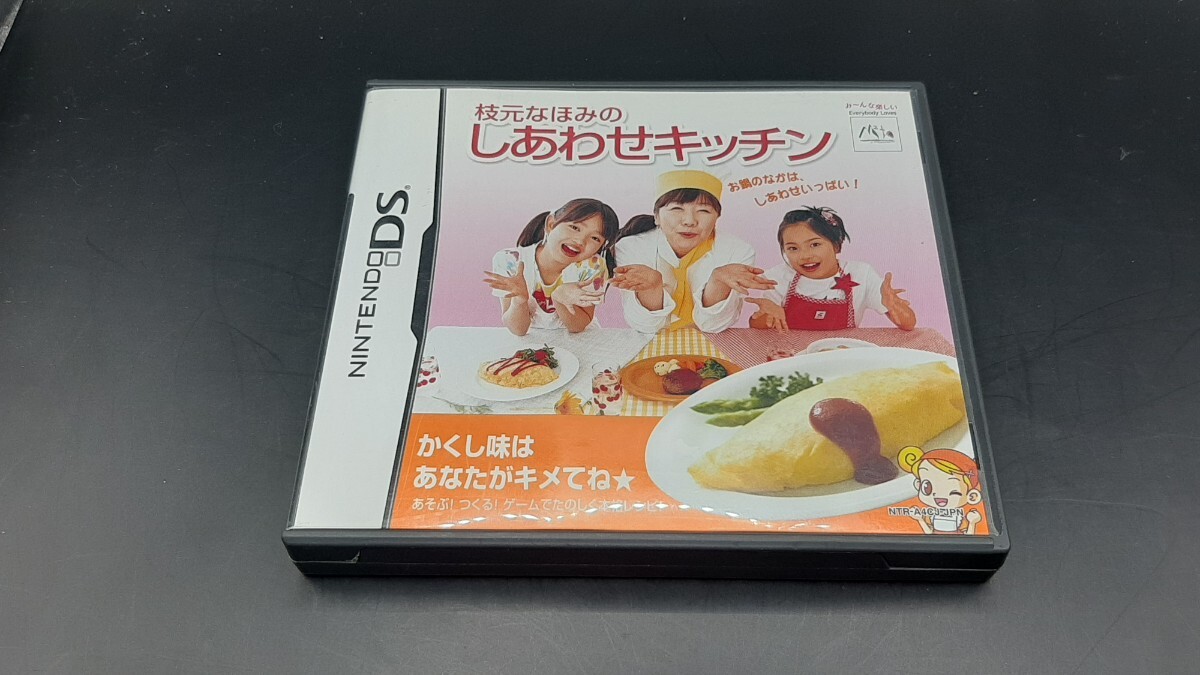 枝元なほみの
しあわせキッチン
みーんな楽しい
Everybody Loves
お鍋のなかは、
しあわせいっぱい!
NINTENDO DS
かくし味は
あなたがキメてね★
あそぶ! つくる! ゲームでたのしく本格レシピ
NTR-A4CJ-JPN